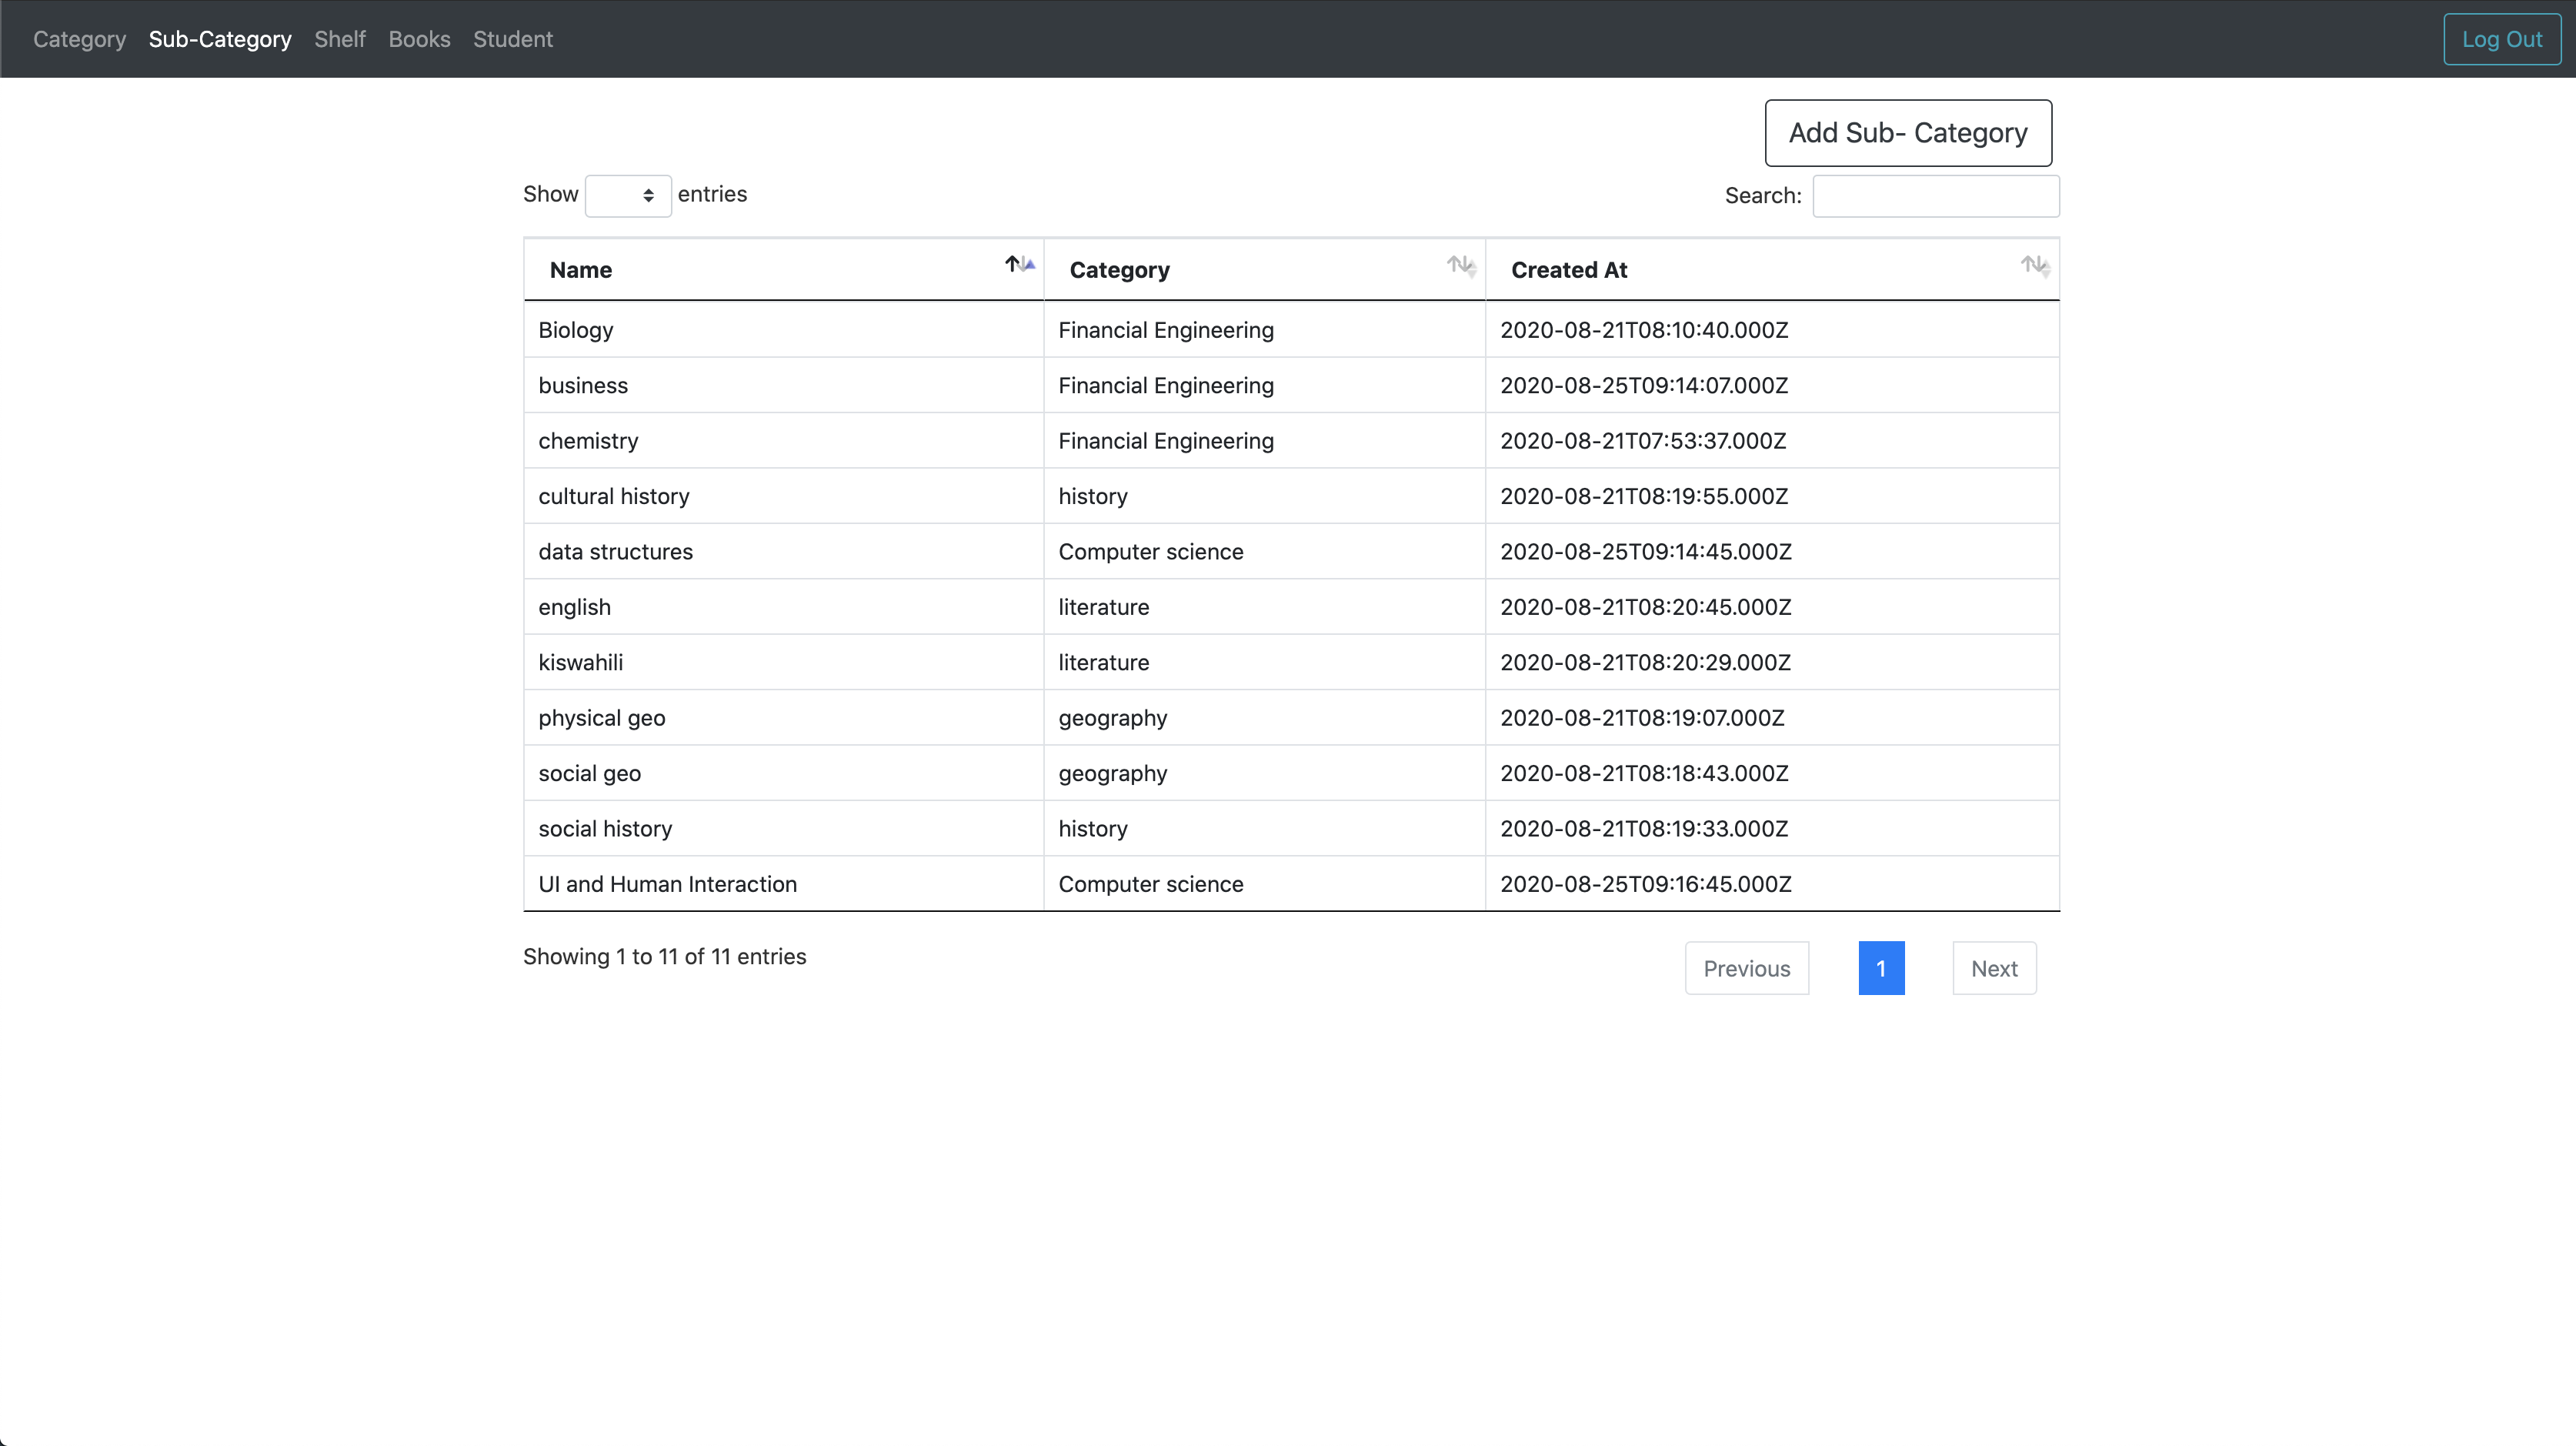 Category Sub-Category Shelf Books Student Log Out
Add Sub- Category
Show entries Search:
Name Category Created At
Biology Financial Engineering 2020-08-21T08:10:40.000Z
business Financial Engineering 2020-08-25T09:14:07.000Z
chemistry Financial Engineering 2020-08-21T07:53:37.000Z
cultural history history 2020-08-21T08:19:55.000Z
data structures Computer science 2020-08-25T09:14:45.000Z
english literature 2020-08-21T08:20:45.000Z
kiswahili literature 2020-08-21T08:20:29.000Z
physical geo geography 2020-08-21T08:19:07.000Z
social geo geography 2020-08-21T08:18:43.000Z
social history history 2020-08-21T08:19:33.000Z
UI and Human Interaction Computer science 2020-08-25T09:16:45.000Z
Showing 1 to 11 of 11 entries Previous 1 Next